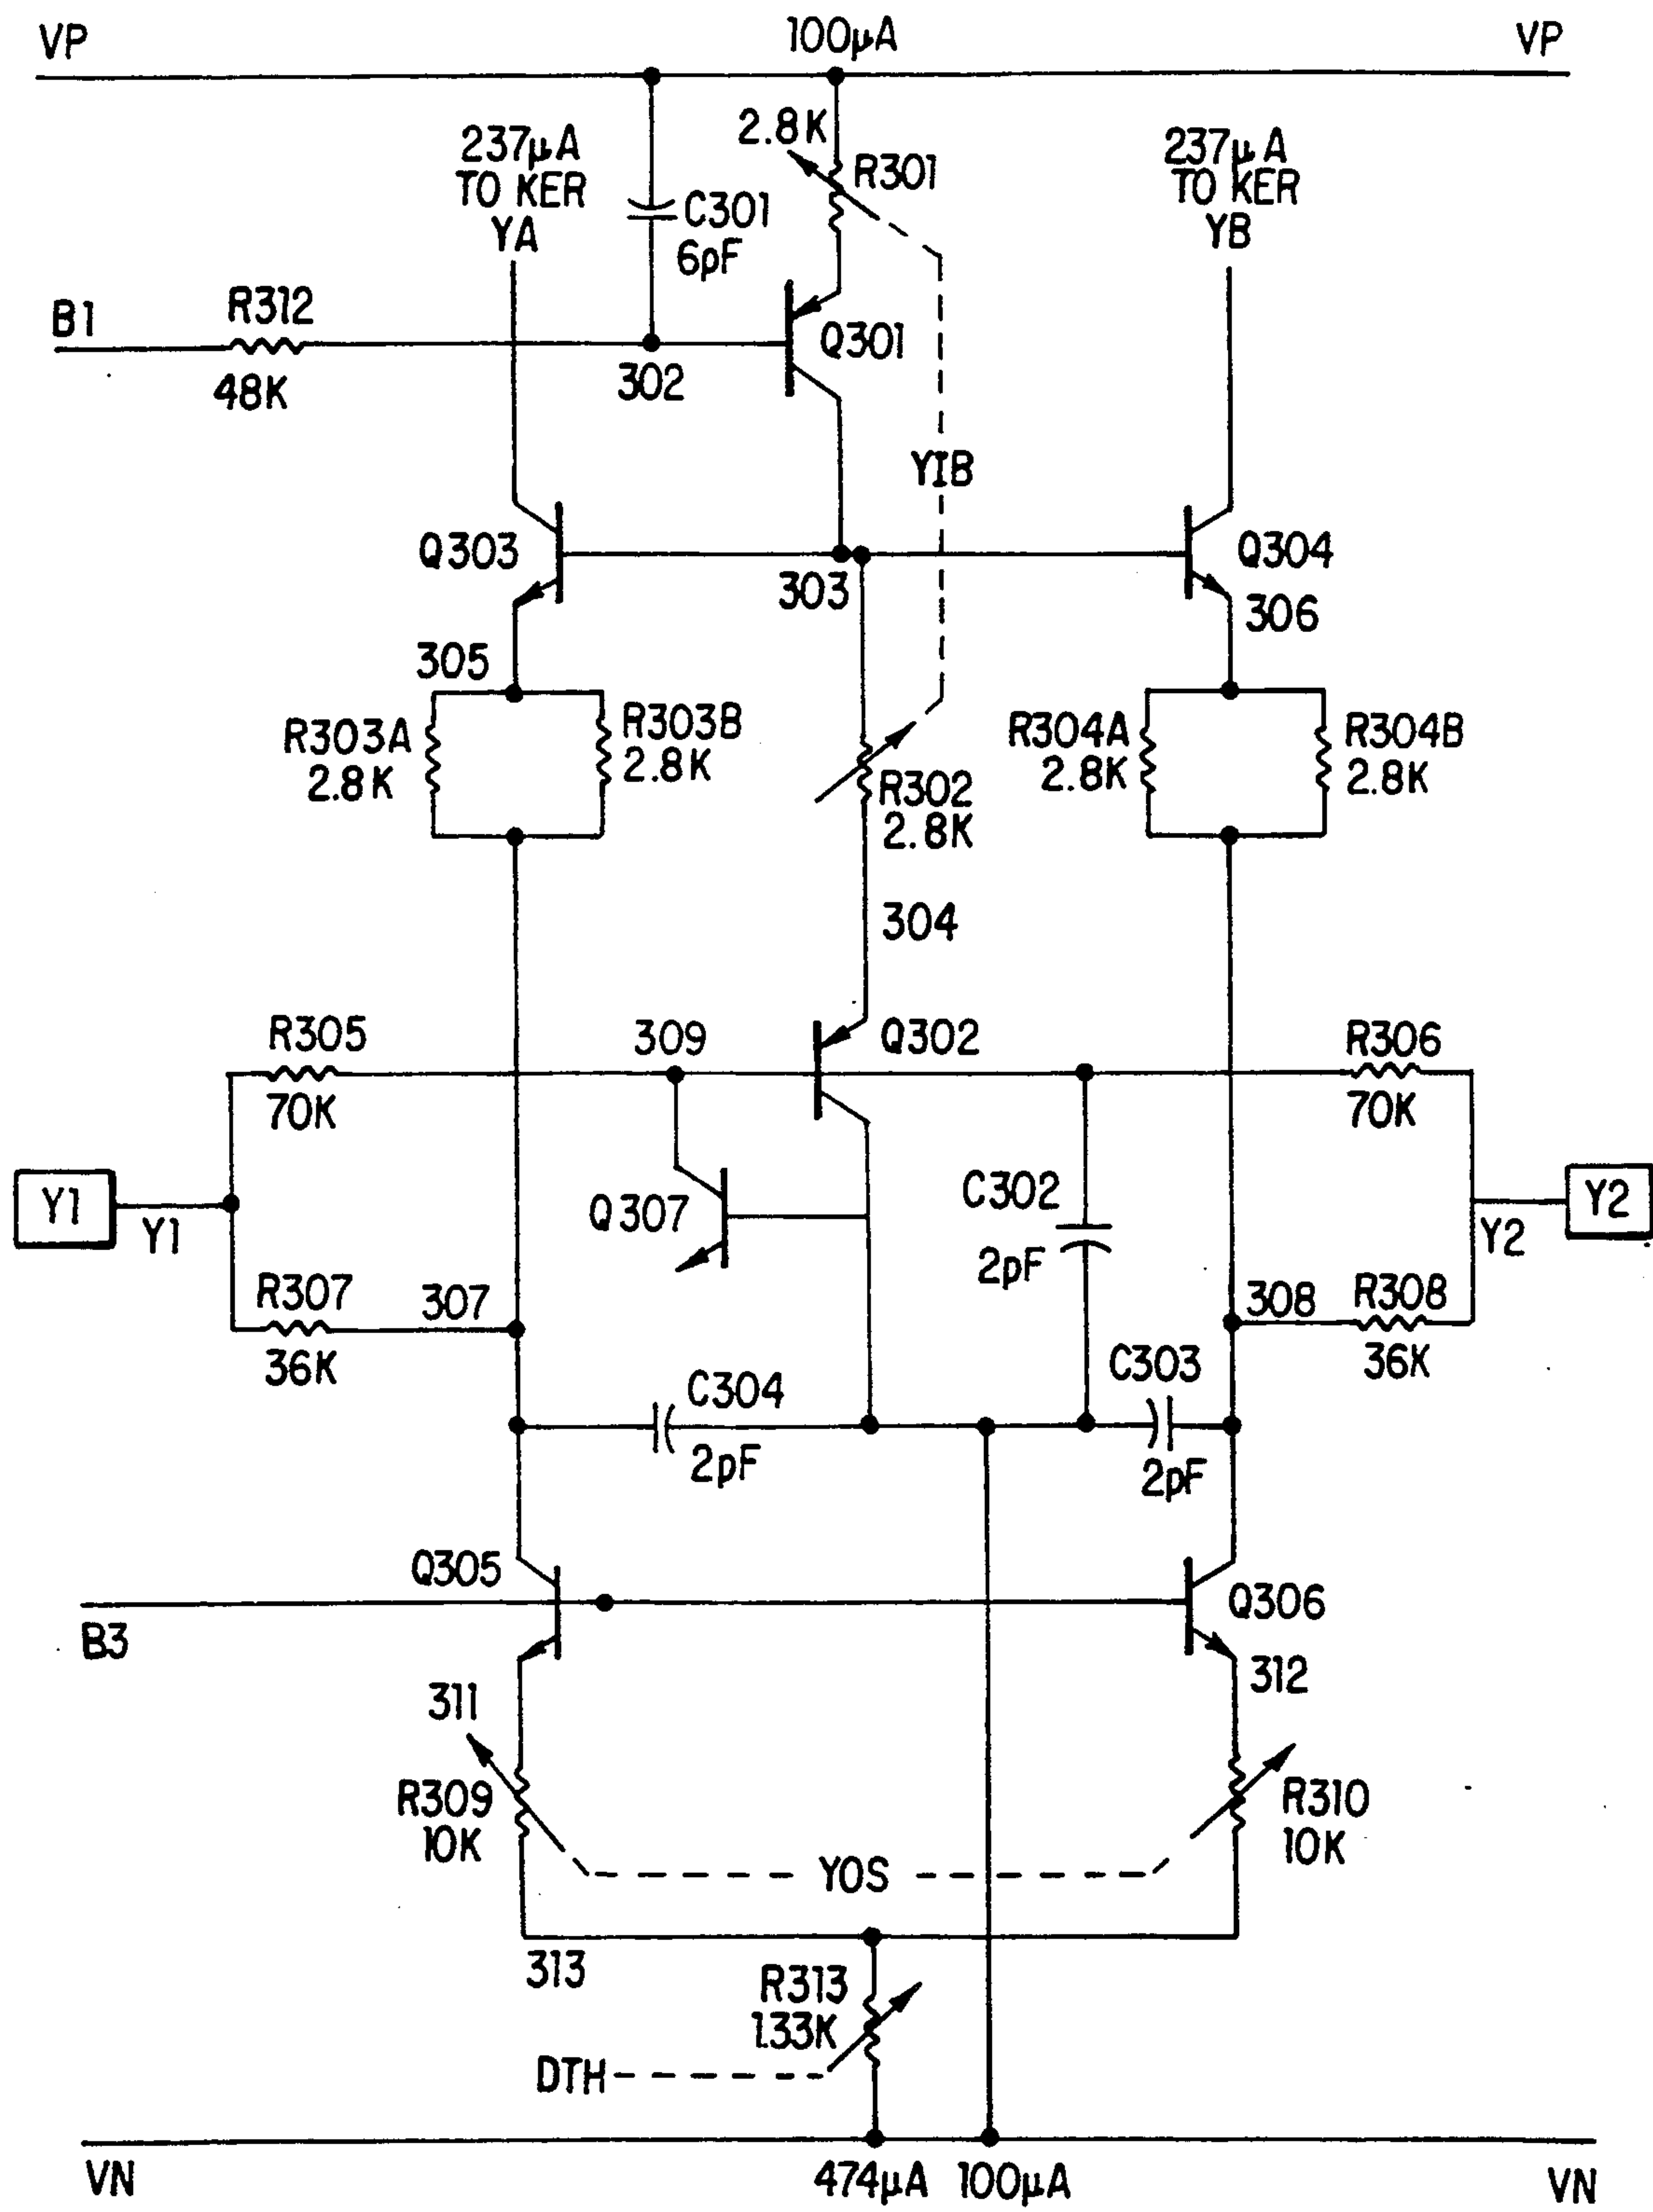 VP
100µA
VP
237µA
TO KER
YA
2.8K
R301
C301
6pF
237µA
TO KER
YB
B1
R312
48K
302
Q301
YIB
Q303
303
Q304
306
305
R303A
2.8K
R303B
2.8K
R302
2.8K
R304A
2.8K
R304B
2.8K
304
R305
70K
309
Q302
R306
70K
Y1
Y1
Q307
C302
2pF
Y2
Y2
R307
36K
307
308
R308
36K
C304
2pF
C303
2pF
Q305
Q306
B3
311
312
R309
10K
YOS
R310
10K
313
R313
1.33K
DTH
VN
474µA
100µA
VN